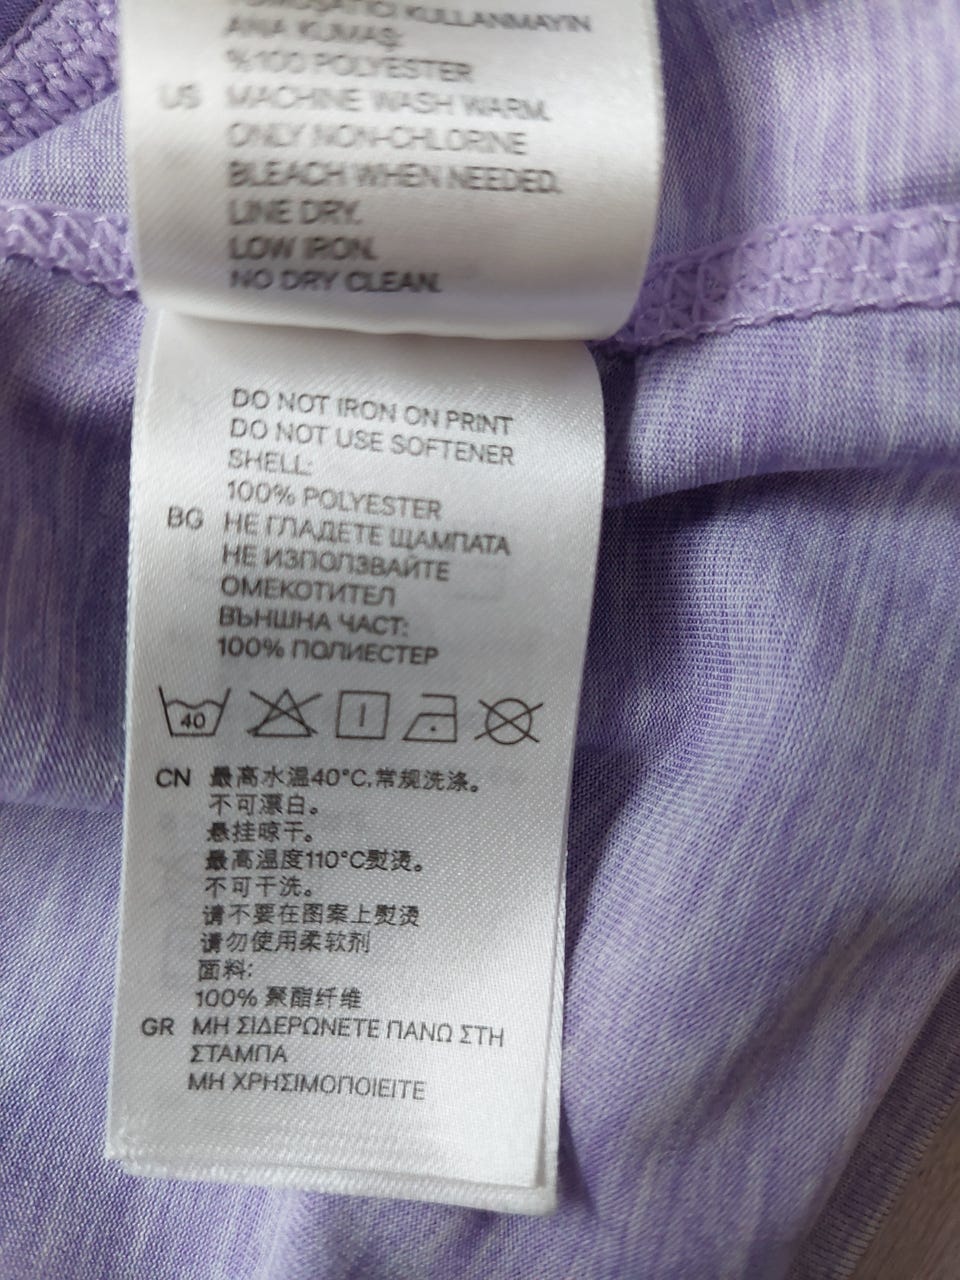 YUMUŞATICI KULLANMAYIN
ANA KUMAŞ:
%100 POLYESTER
US MACHINE WASH WARM.
ONLY NON-CHLORINE
BLEACH WHEN NEEDED.
LINE DRY.
LOW IRON.
NO DRY CLEAN.
DO NOT IRON ON PRINT
DO NOT USE SOFTENER
SHELL:
100% POLYESTER
BG НЕ ГЛАДЕТЕ ЩАМПАТА
НЕ ИЗПОЛЗВАЙТЕ
ОМЕКОТИТЕЛ
ВЪНШНА ЧАСТ:
100% ПОЛИЕСТЕР
40
CN 最高水温40°C,常规洗涤。
不可漂白。
悬挂晾干。
最高温度110°C熨烫。
不可干洗。
请不要在图案上熨烫
请勿使用柔软剂
面料:
100% 聚酯纤维
GR ΜΗ ΣΙΔΕΡΩΝΕΤΕ ΠΑΝΩ ΣΤΗ
ΣΤΑΜΠΑ
ΜΗ ΧΡΗΣΙΜΟΠΟΙΕΙΤΕ